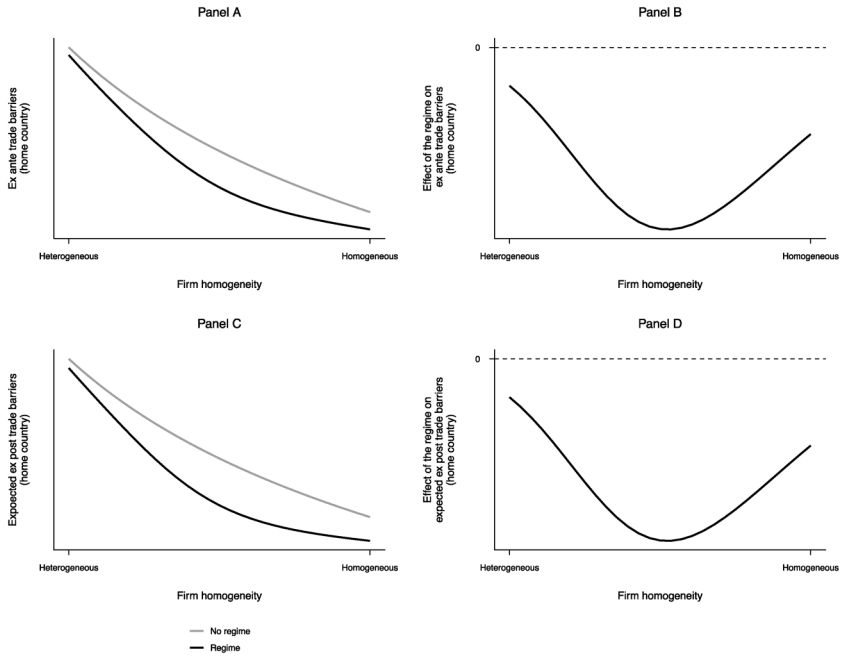 Panel A
Ex ante trade barriers
(home country)
Heterogeneous
Homogeneous
Firm homogeneity
Panel B
Effect of the regime on
ex ante trade barriers
(home country)
0
Heterogeneous
Homogeneous
Firm homogeneity
Panel C
Expoected ex post trade barriers
(home country)
Heterogeneous
Homogeneous
Firm homogeneity
Panel D
Effect of the regime on
expected ex post trade barriers
(home country)
0
Heterogeneous
Homogeneous
Firm homogeneity
No regime
Regime